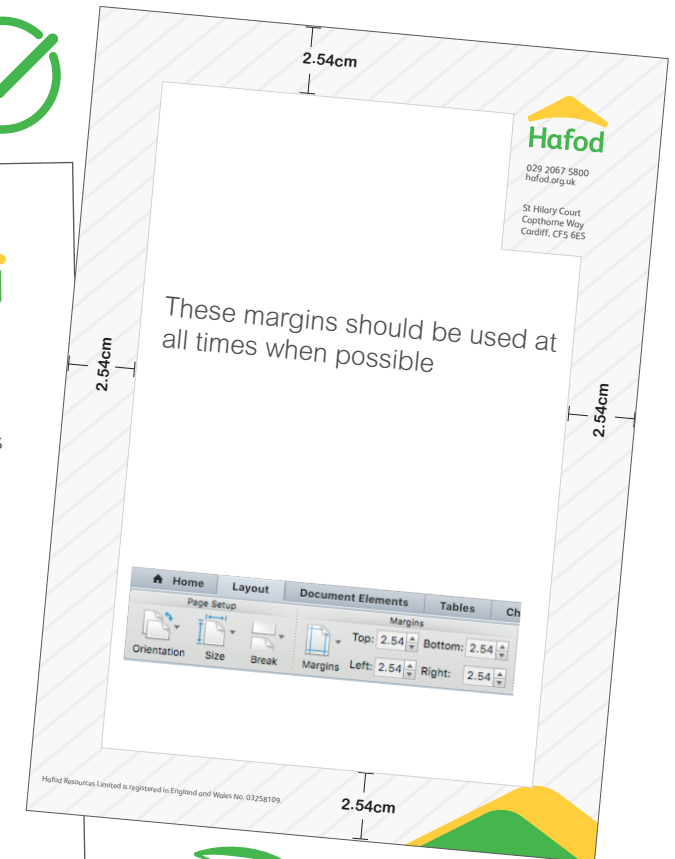 2.54cm
Hafod
029 2067 5800
hafod.org.uk
St Hilary Court
Copthorne Way
Cardiff, CF5 6ES
These margins should be used at
all times when possible
2.54cm
2.54cm
Home Layout Document Elements Tables Ch
Page Setup Margins
Orientation Size Break Margins
Top: 2.54 Bottom: 2.54
Left: 2.54 Right: 2.54
Hafod Resources Limited is registered in England and Wales No. 03258109.
2.54cm